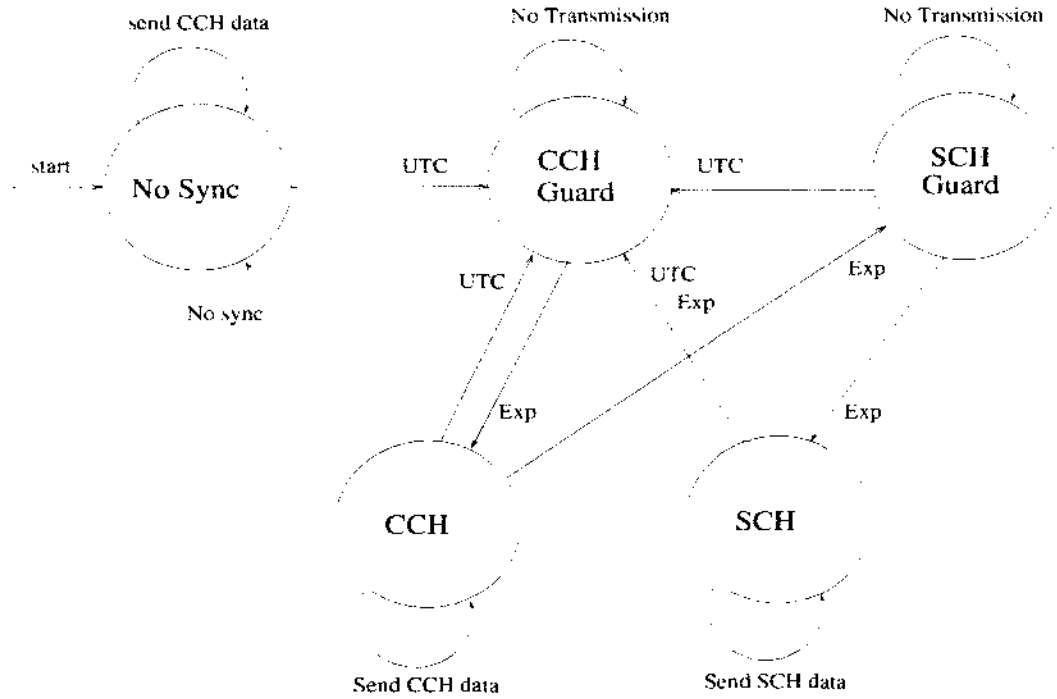 send CCH data
No Transmission
No Transmission
start
No Sync
UTC
CCH
Guard
UTC
SCH
Guard
No sync
UTC
UTC
Exp
Exp
Exp
Exp
CCH
SCH
Send CCH data
Send SCH data